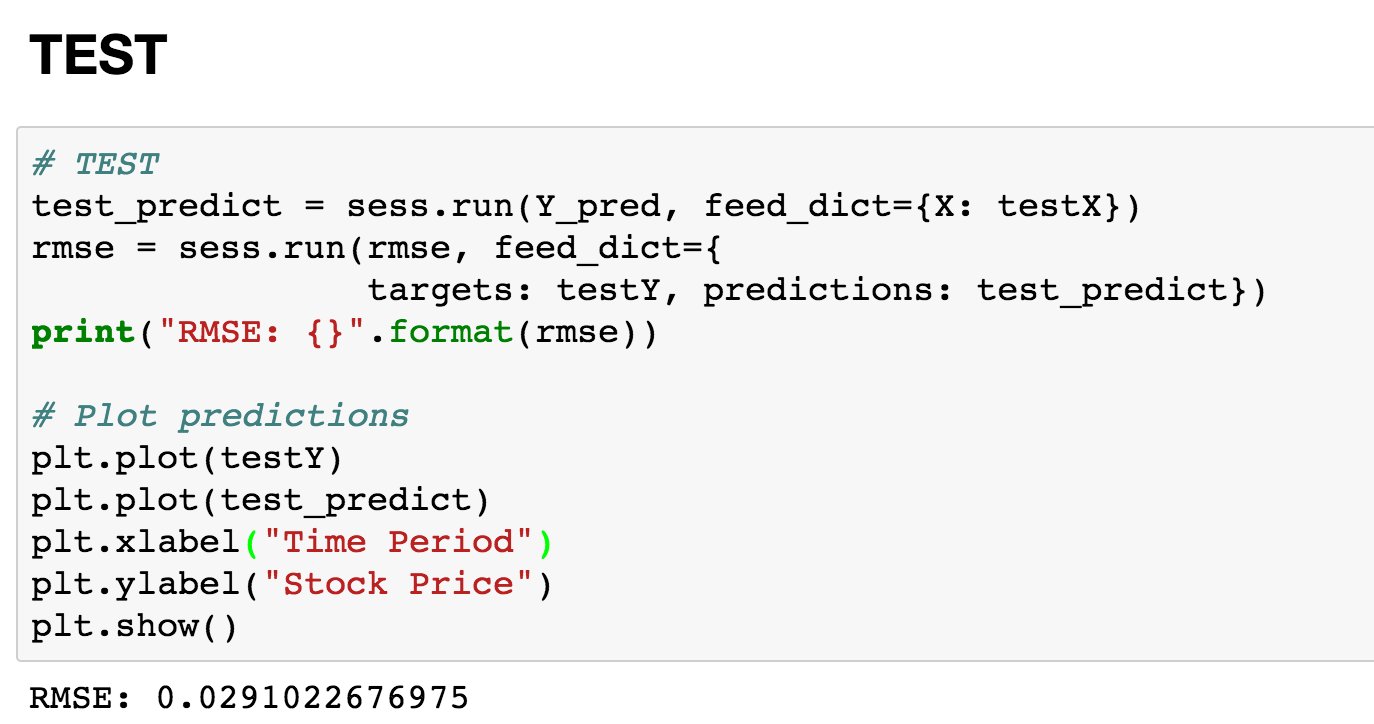 TEST
# TEST
test_predict = sess.run(Y_pred, feed_dict={X: testX})
rmse = sess.run(rmse, feed_dict={
                targets: testY, predictions: test_predict})
print("RMSE: {}".format(rmse))

# Plot predictions
plt.plot(testY)
plt.plot(test_predict)
plt.xlabel("Time Period")
plt.ylabel("Stock Price")
plt.show()
RMSE: 0.0291022676975